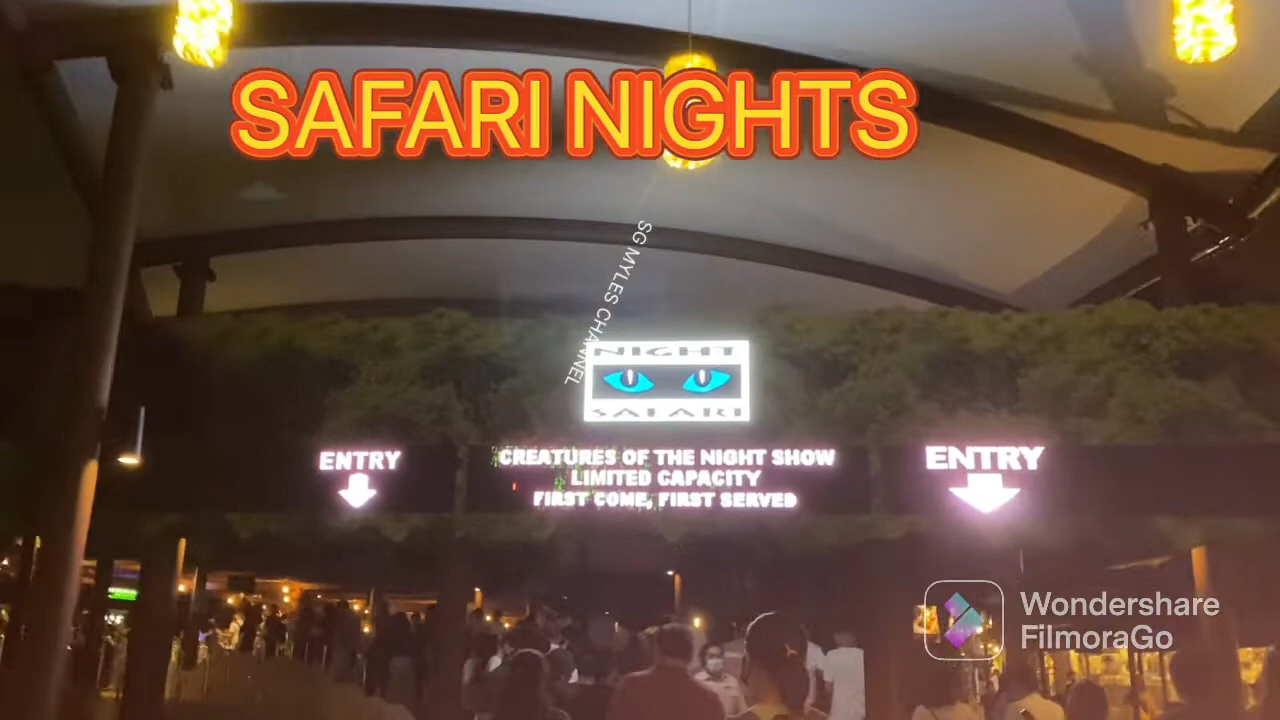 SAFARI NIGHTS
SG MYLES CHANNEL
NIGHT
SAFARI
ENTRY
CREATURES OF THE NIGHT SHOW
LIMITED CAPACITY
FIRST COME, FIRST SERVED
ENTRY
Wondershare
FilmoraGo